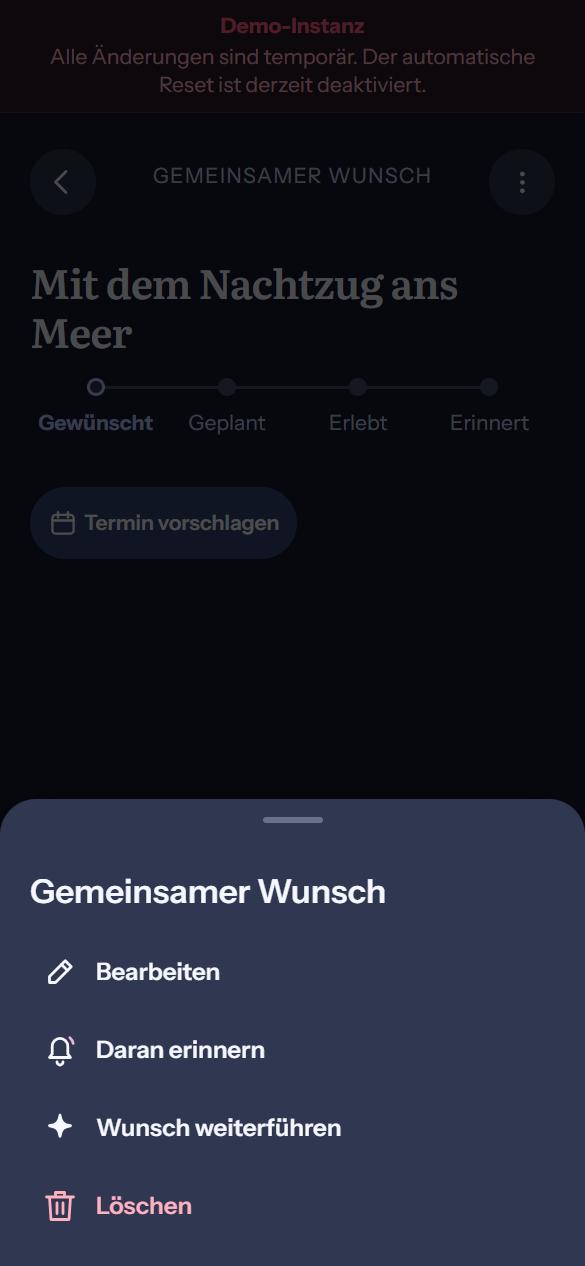 Demo-Instanz
Alle Änderungen sind temporär. Der automatische
Reset ist derzeit deaktiviert.
GEMEINSAMER WUNSCH
Mit dem Nachtzug ans
Meer
Gewünscht Geplant Erlebt Erinnert
Termin vorschlagen
Gemeinsamer Wunsch
Bearbeiten
Daran erinnern
Wunsch weiterführen
Löschen